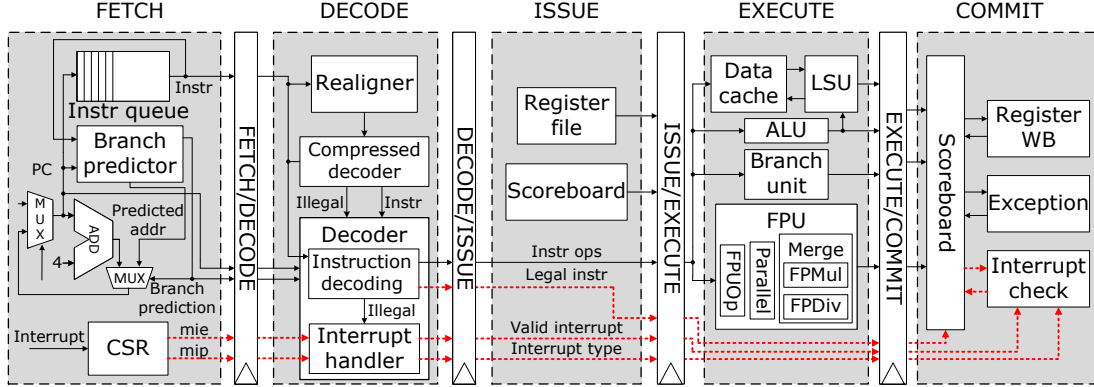 FETCH
DECODE
ISSUE
EXECUTE
COMMIT
Instr
Instr queue
Branch
predictor
PC
MUX
ADD
Predicted
addr
4
MUX
Branch
prediction
Interrupt
CSR
mie
mip
FETCH/DECODE
Realigner
Compressed
decoder
Illegal
Instr
Decoder
Instruction
decoding
Illegal
Interrupt
handler
DECODE/ISSUE
Register
file
Scoreboard
Instr ops
Legal instr
Valid interrupt
Interrupt type
ISSUE/EXECUTE
Data
cache
LSU
ALU
Branch
unit
FPU
FPUOp
Parallel
Merge
FPMul
FPDiv
EXECUTE/COMMIT
Scoreboard
Register
WB
Exception
Interrupt
check